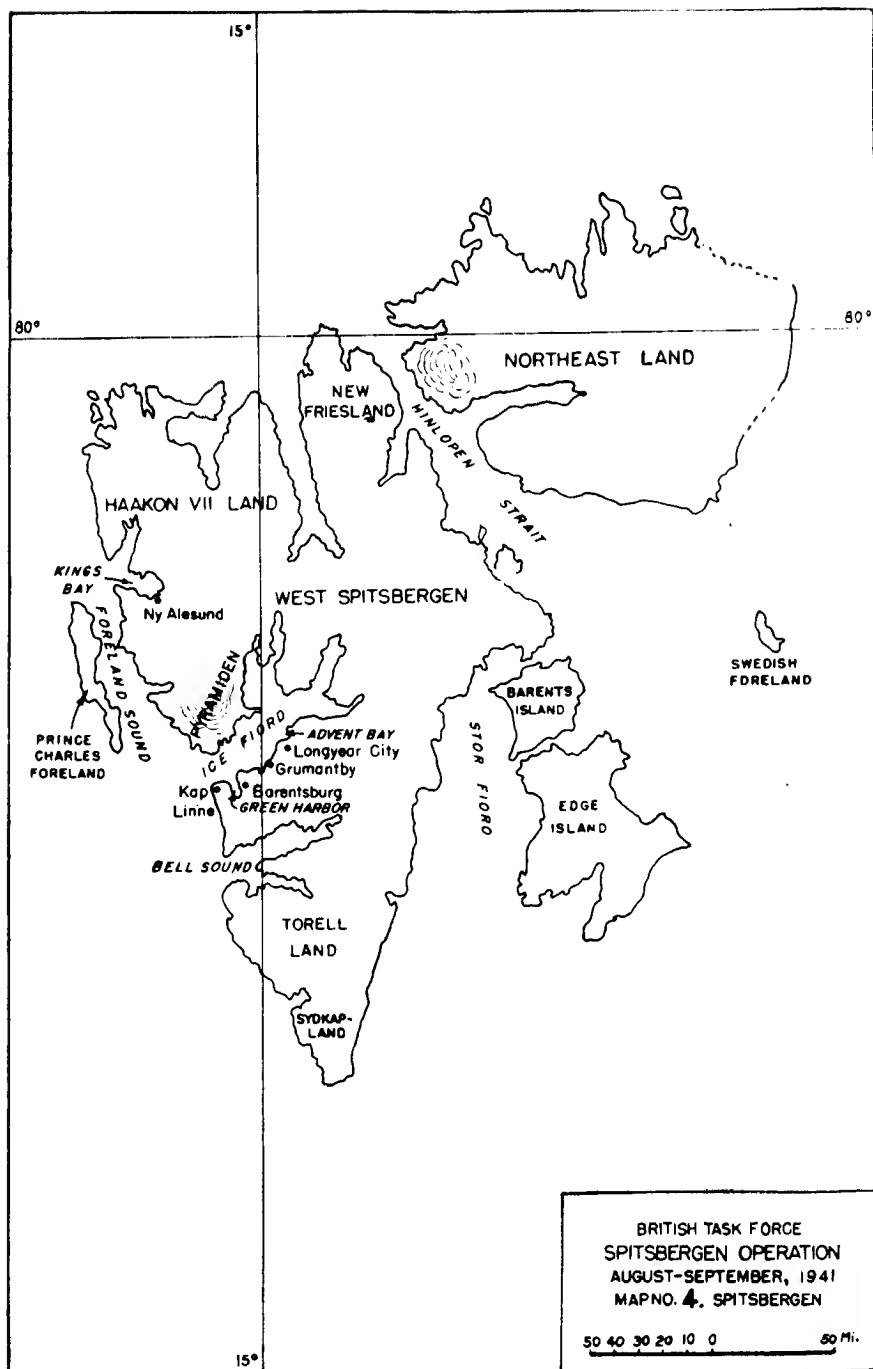 15°
80°
80°
NORTHEAST LAND
NEW
FRIESLAND
HINLOPEN
STRAIT
HAAKON VII LAND
KINGS
BAY
Ny Alesund
WEST SPITSBERGEN
FORELAND SOUND
SWEDISH
FORELAND
BARENTS
ISLAND
PYRAMIDEN
PRINCE
CHARLES
FORELAND
ICE FIORD
ADVENT BAY
Longyear City
Grumantby
STOR FIORD
Kap
Linne
Barentsburg
GREEN HARBOR
EDGE
ISLAND
BELL SOUND
TORELL
LAND
SYDKAP-
LAND
15°
BRITISH TASK FORCE
SPITSBERGEN OPERATION
AUGUST-SEPTEMBER, 1941
MAP NO. 4. SPITSBERGEN
50 40 30 20 10 0 50 Mi.